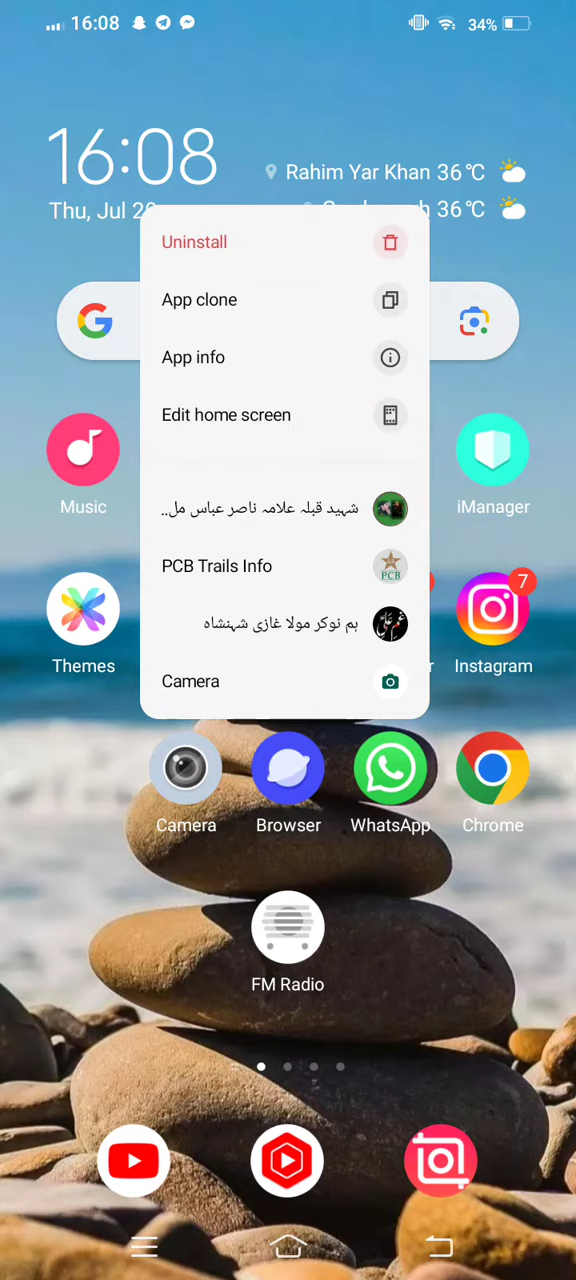 16:08
34%
16:08
Rahim Yar Khan 36°C
Thu, Jul
36°C
Uninstall
App clone
App info
Edit home screen
شہید قبلہ علامہ ناصر عباس مل..
PCB Trails Info
PCB
ہم نوکر مولا غازی شہنشاہ
Camera
Music
iManager
7
Themes
r
Instagram
Camera
Browser
WhatsApp
Chrome
FM Radio